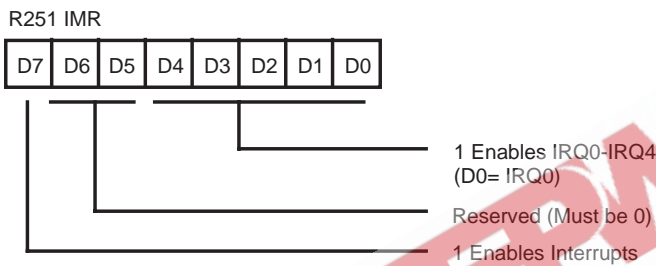 R251 IMR
D7 D6 D5 D4 D3 D2 D1 D0
1 Enables IRQ0-IRQ4
(D0= IRQ0)
Reserved (Must be 0)
1 Enables Interrupts